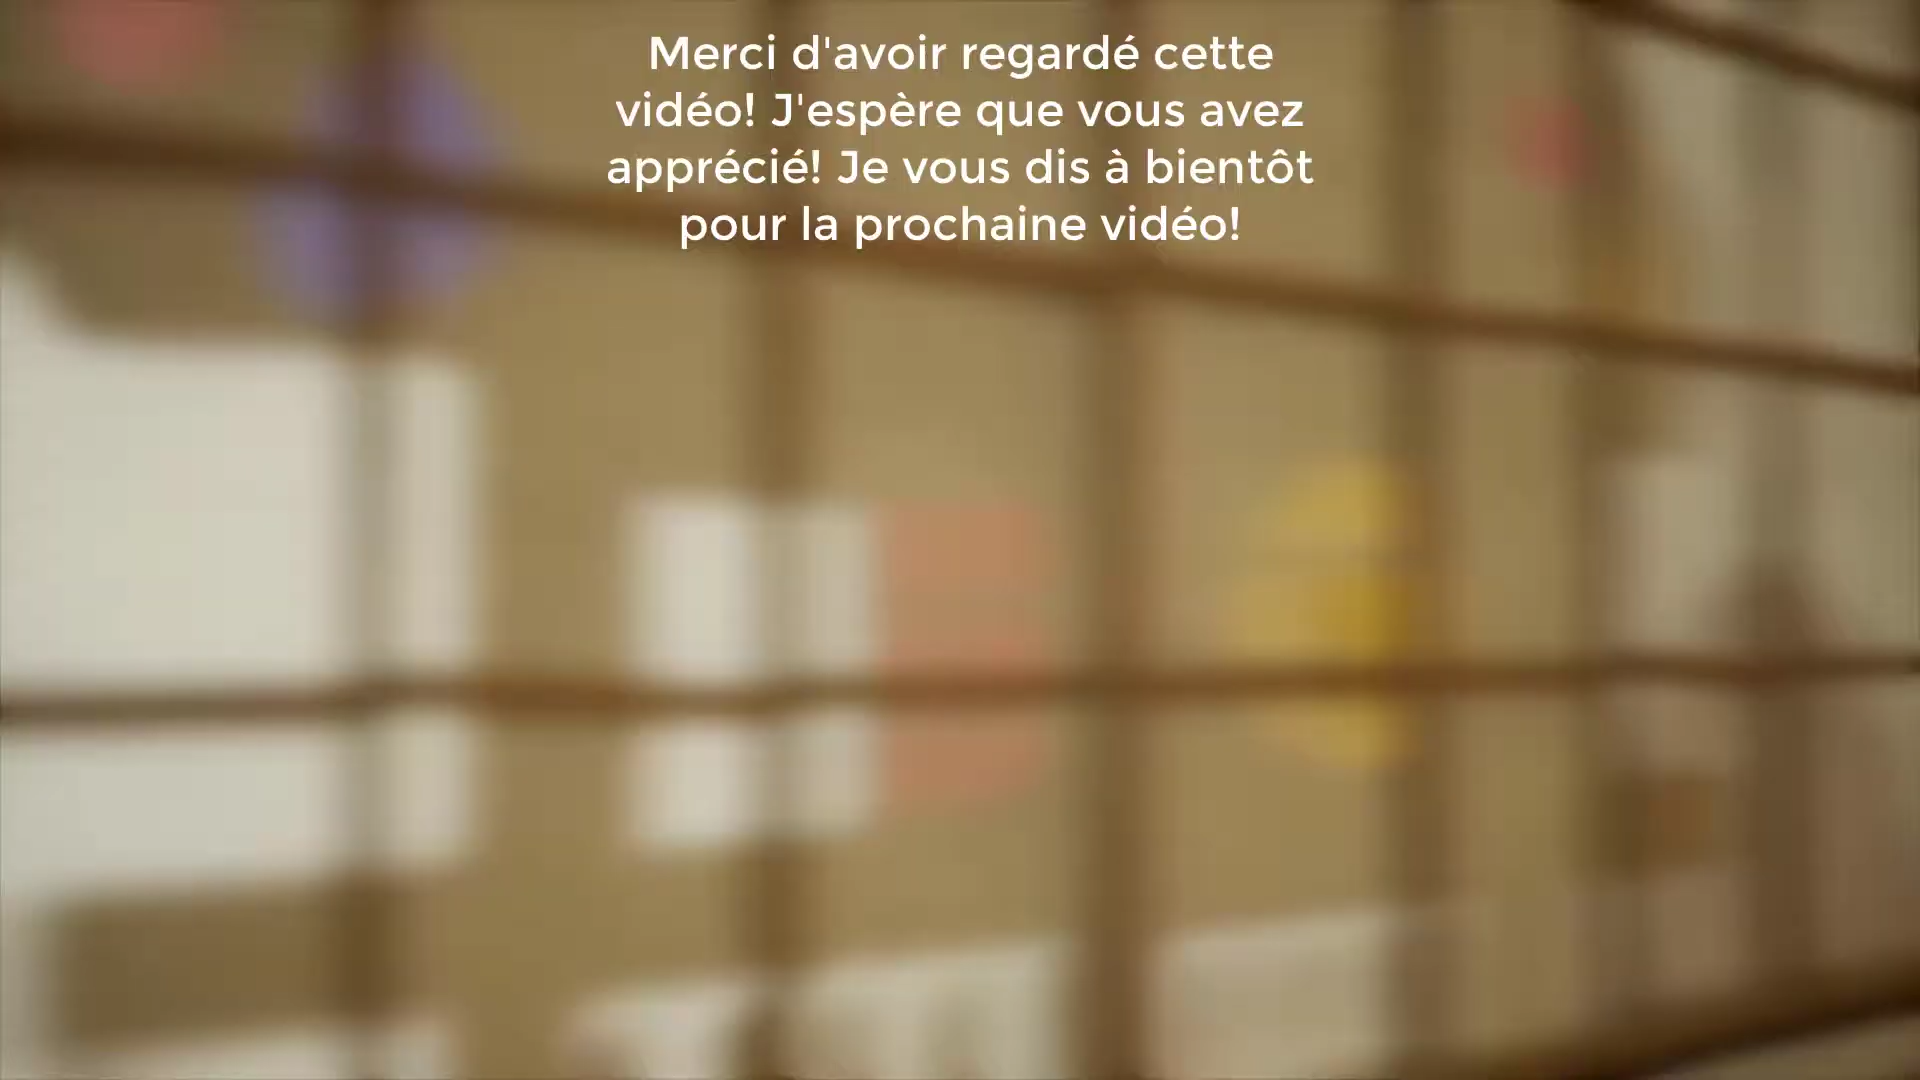 Merci d'avoir regardé cette
vidéo! J'espère que vous avez
apprécié! Je vous dis à bientôt
pour la prochaine vidéo!